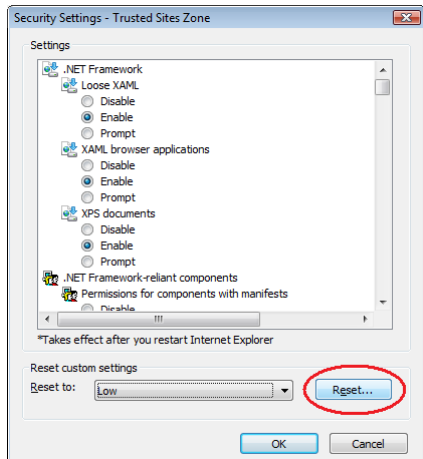 Security Settings - Trusted Sites Zone
Settings
.NET Framework
Loose XAML
Disable
Enable
Prompt
XAML browser applications
Disable
Enable
Prompt
XPS documents
Disable
Enable
Prompt
.NET Framework-reliant components
Permissions for components with manifests
Disable
*Takes effect after you restart Internet Explorer
Reset custom settings
Reset to: Low Reset...
OK Cancel